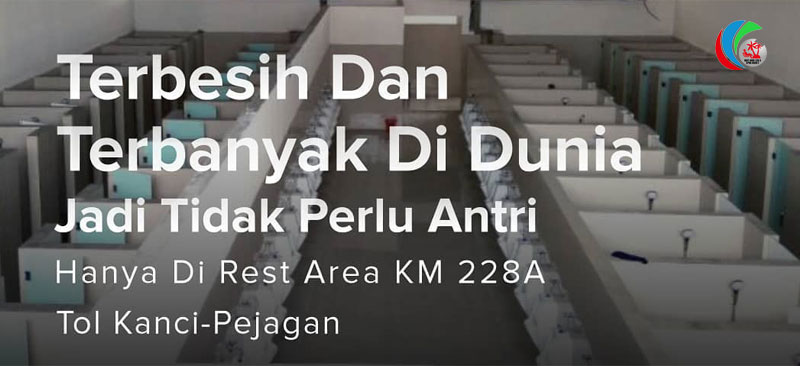 Terbesih Dan
Terbanyak Di Dunia
Jadi Tidak Perlu Antri
Hanya Di Rest Area KM 228A
Tol Kanci-Pejagan